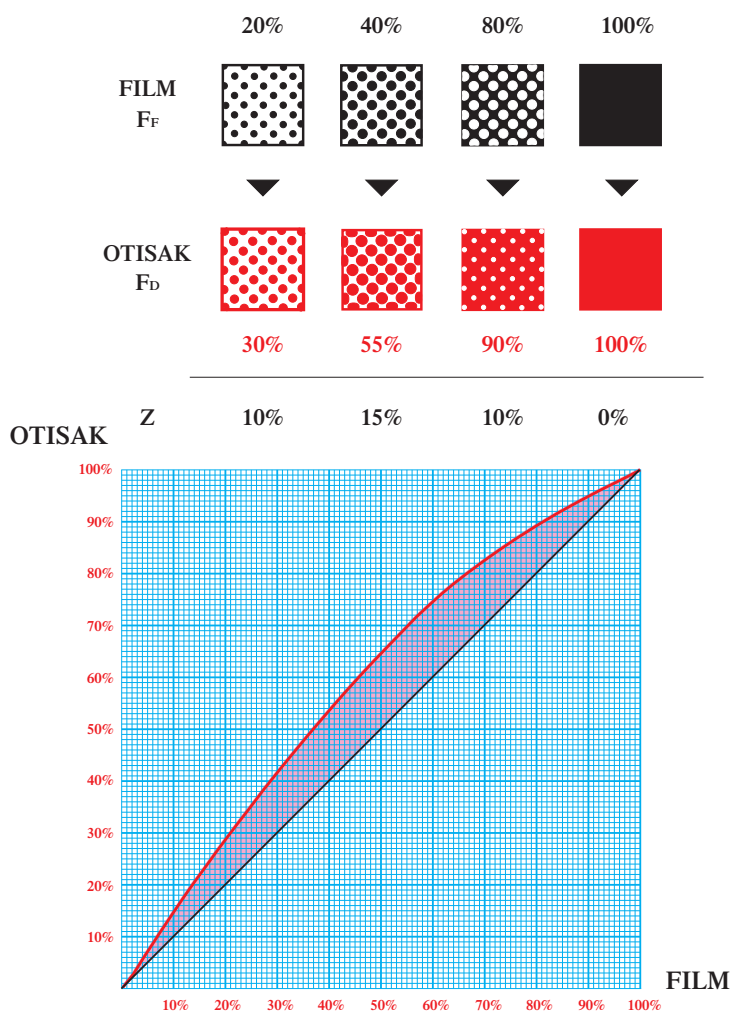 20% 40% 80% 100%
FILM
FF
OTISAK
FD
30% 55% 90% 100%
Z 10% 15% 10% 0%
OTISAK
100%
90%
80%
70%
60%
50%
40%
30%
20%
10%
FILM
10% 20% 30% 40% 50% 60% 70% 80% 90% 100%